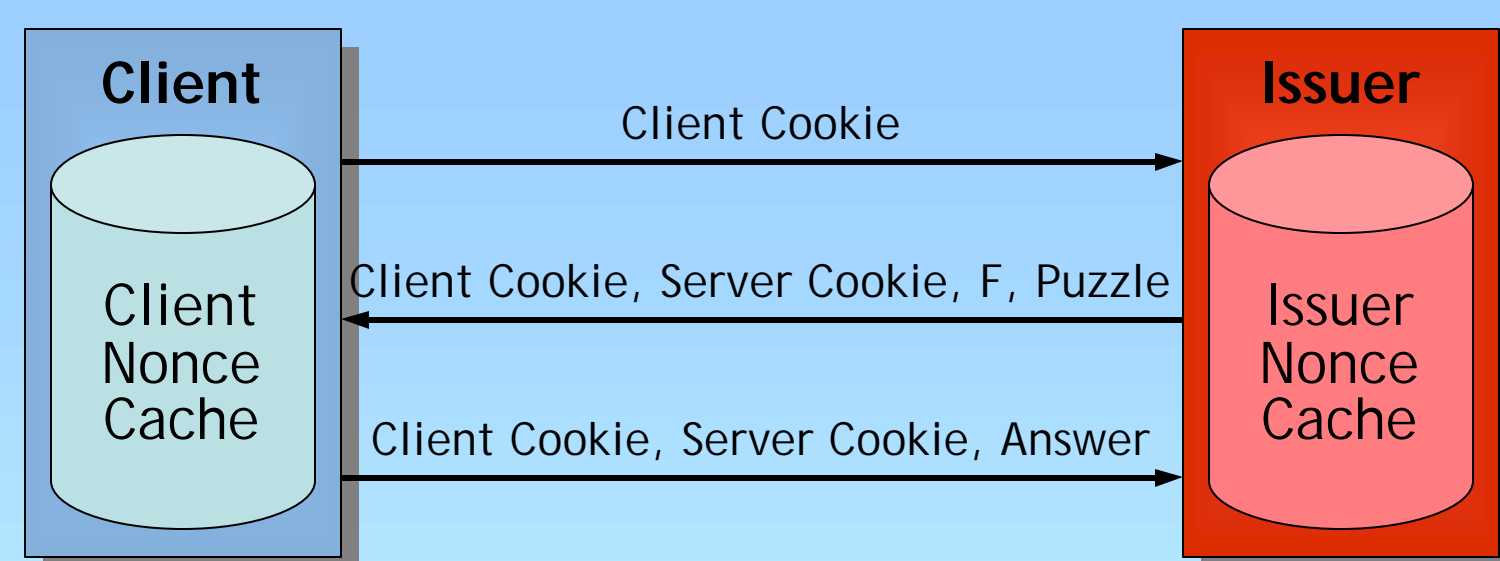 Client
Issuer
Client Cookie
Client Cookie, Server Cookie, F, Puzzle
Client Cookie, Server Cookie, Answer
Client
Nonce
Cache
Issuer
Nonce
Cache